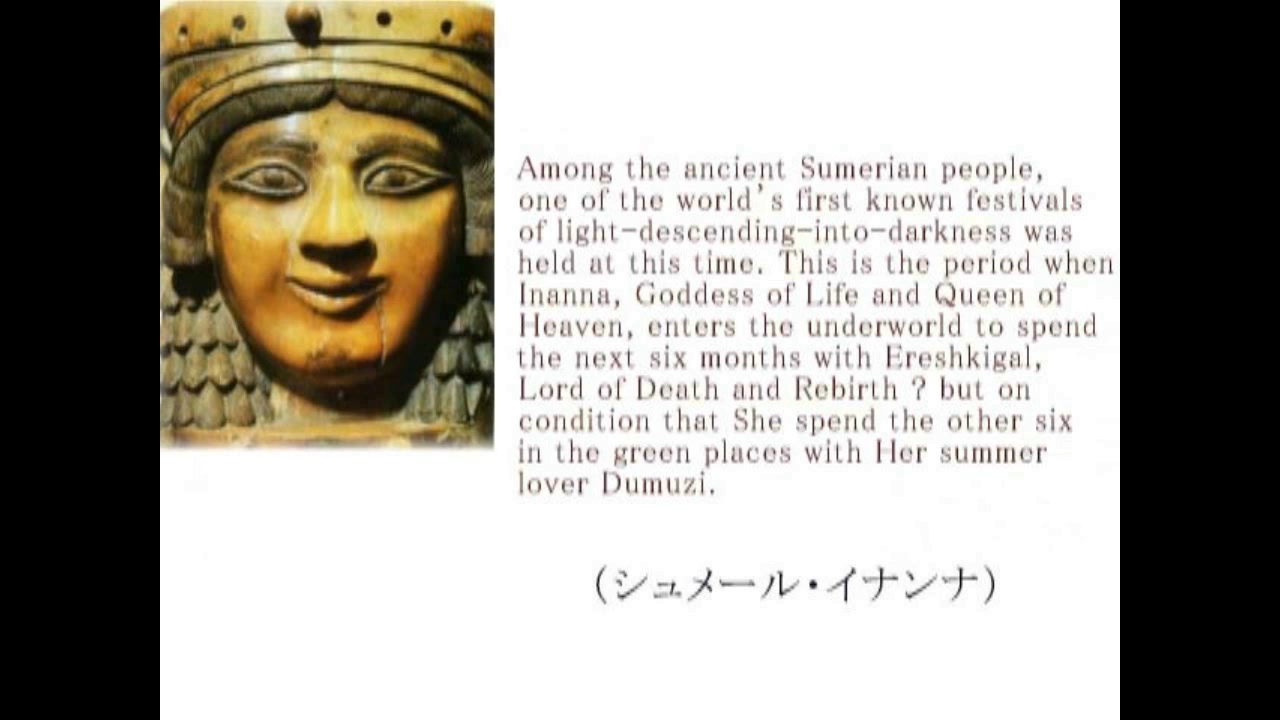 Among the ancient Sumerian people,
one of the world's first known festivals
of light-descending-into-darkness was
held at this time. This is the period when
Inanna, Goddess of Life and Queen of
Heaven, enters the underworld to spend
the next six months with Ereshkigal,
Lord of Death and Rebirth ? but on
condition that She spend the other six
in the green places with Her summer
lover Dumuzi.
(シュメール・イナンナ)